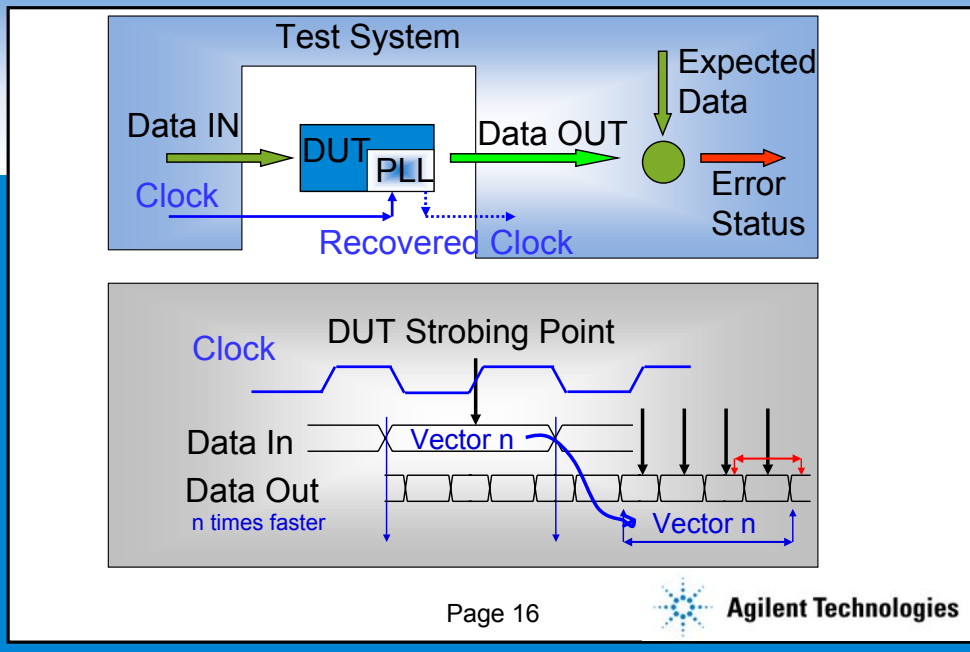 Test System
Expected
Data
Data IN
DUT
PLL
Data OUT
Error
Status
Clock
Recovered Clock
DUT Strobing Point
Clock
Data In
Vector n
Data Out
n times faster
Vector n
Page 16
Agilent Technologies